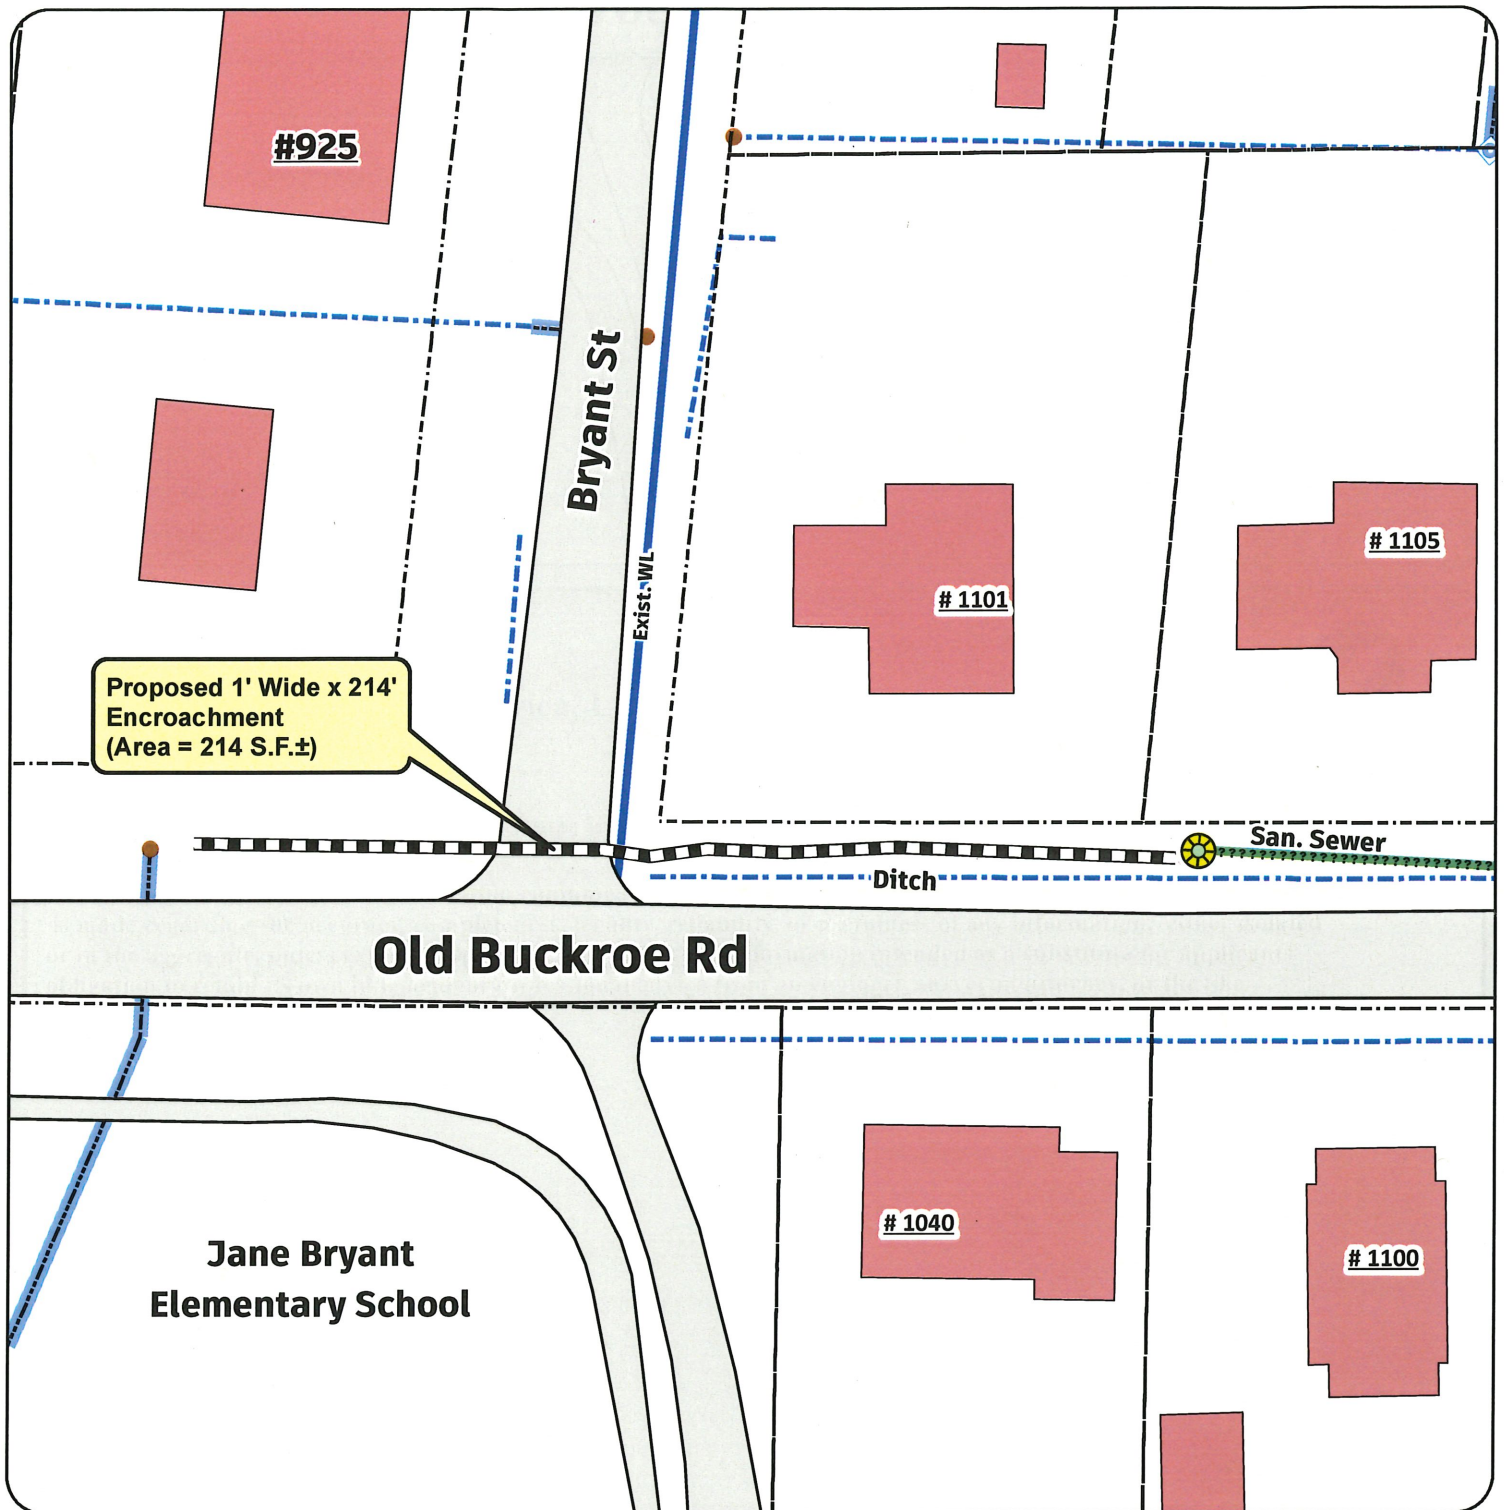 #925
Bryant St
Exist. WL
# 1101
# 1105
Proposed 1' Wide x 214'
Encroachment
(Area = 214 S.F.±)
San. Sewer
????????????????????????????????????
Ditch
Old Buckroe Rd
Jane Bryant
Elementary School
# 1040
# 1100